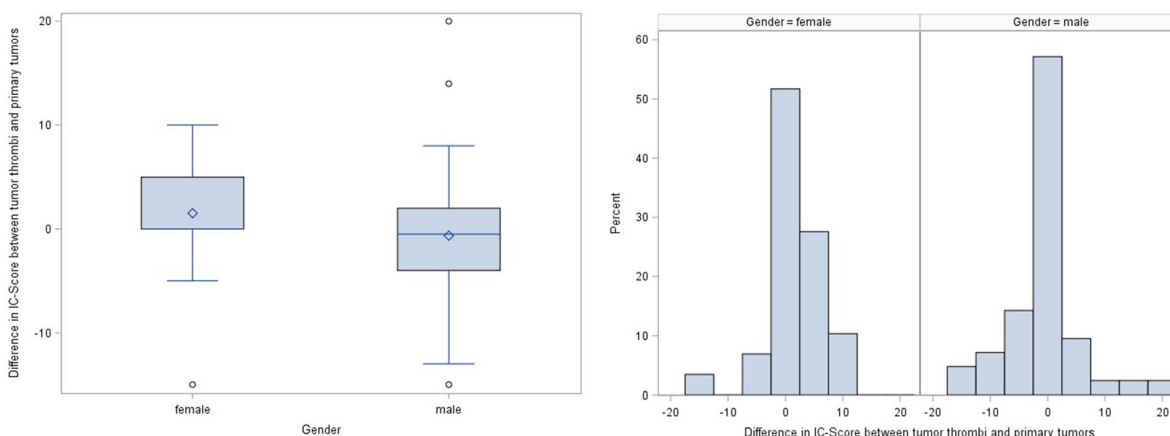 Difference in IC-Score between tumor thrombi and primary tumors
20
10
0
-10
female
male
Gender
Gender = female
Gender = male
Percent
60
50
40
30
20
10
0
-20
-10
0
10
20
-20
-10
0
10
20
Difference in IC-Score between tumor thrombi and primary tumors